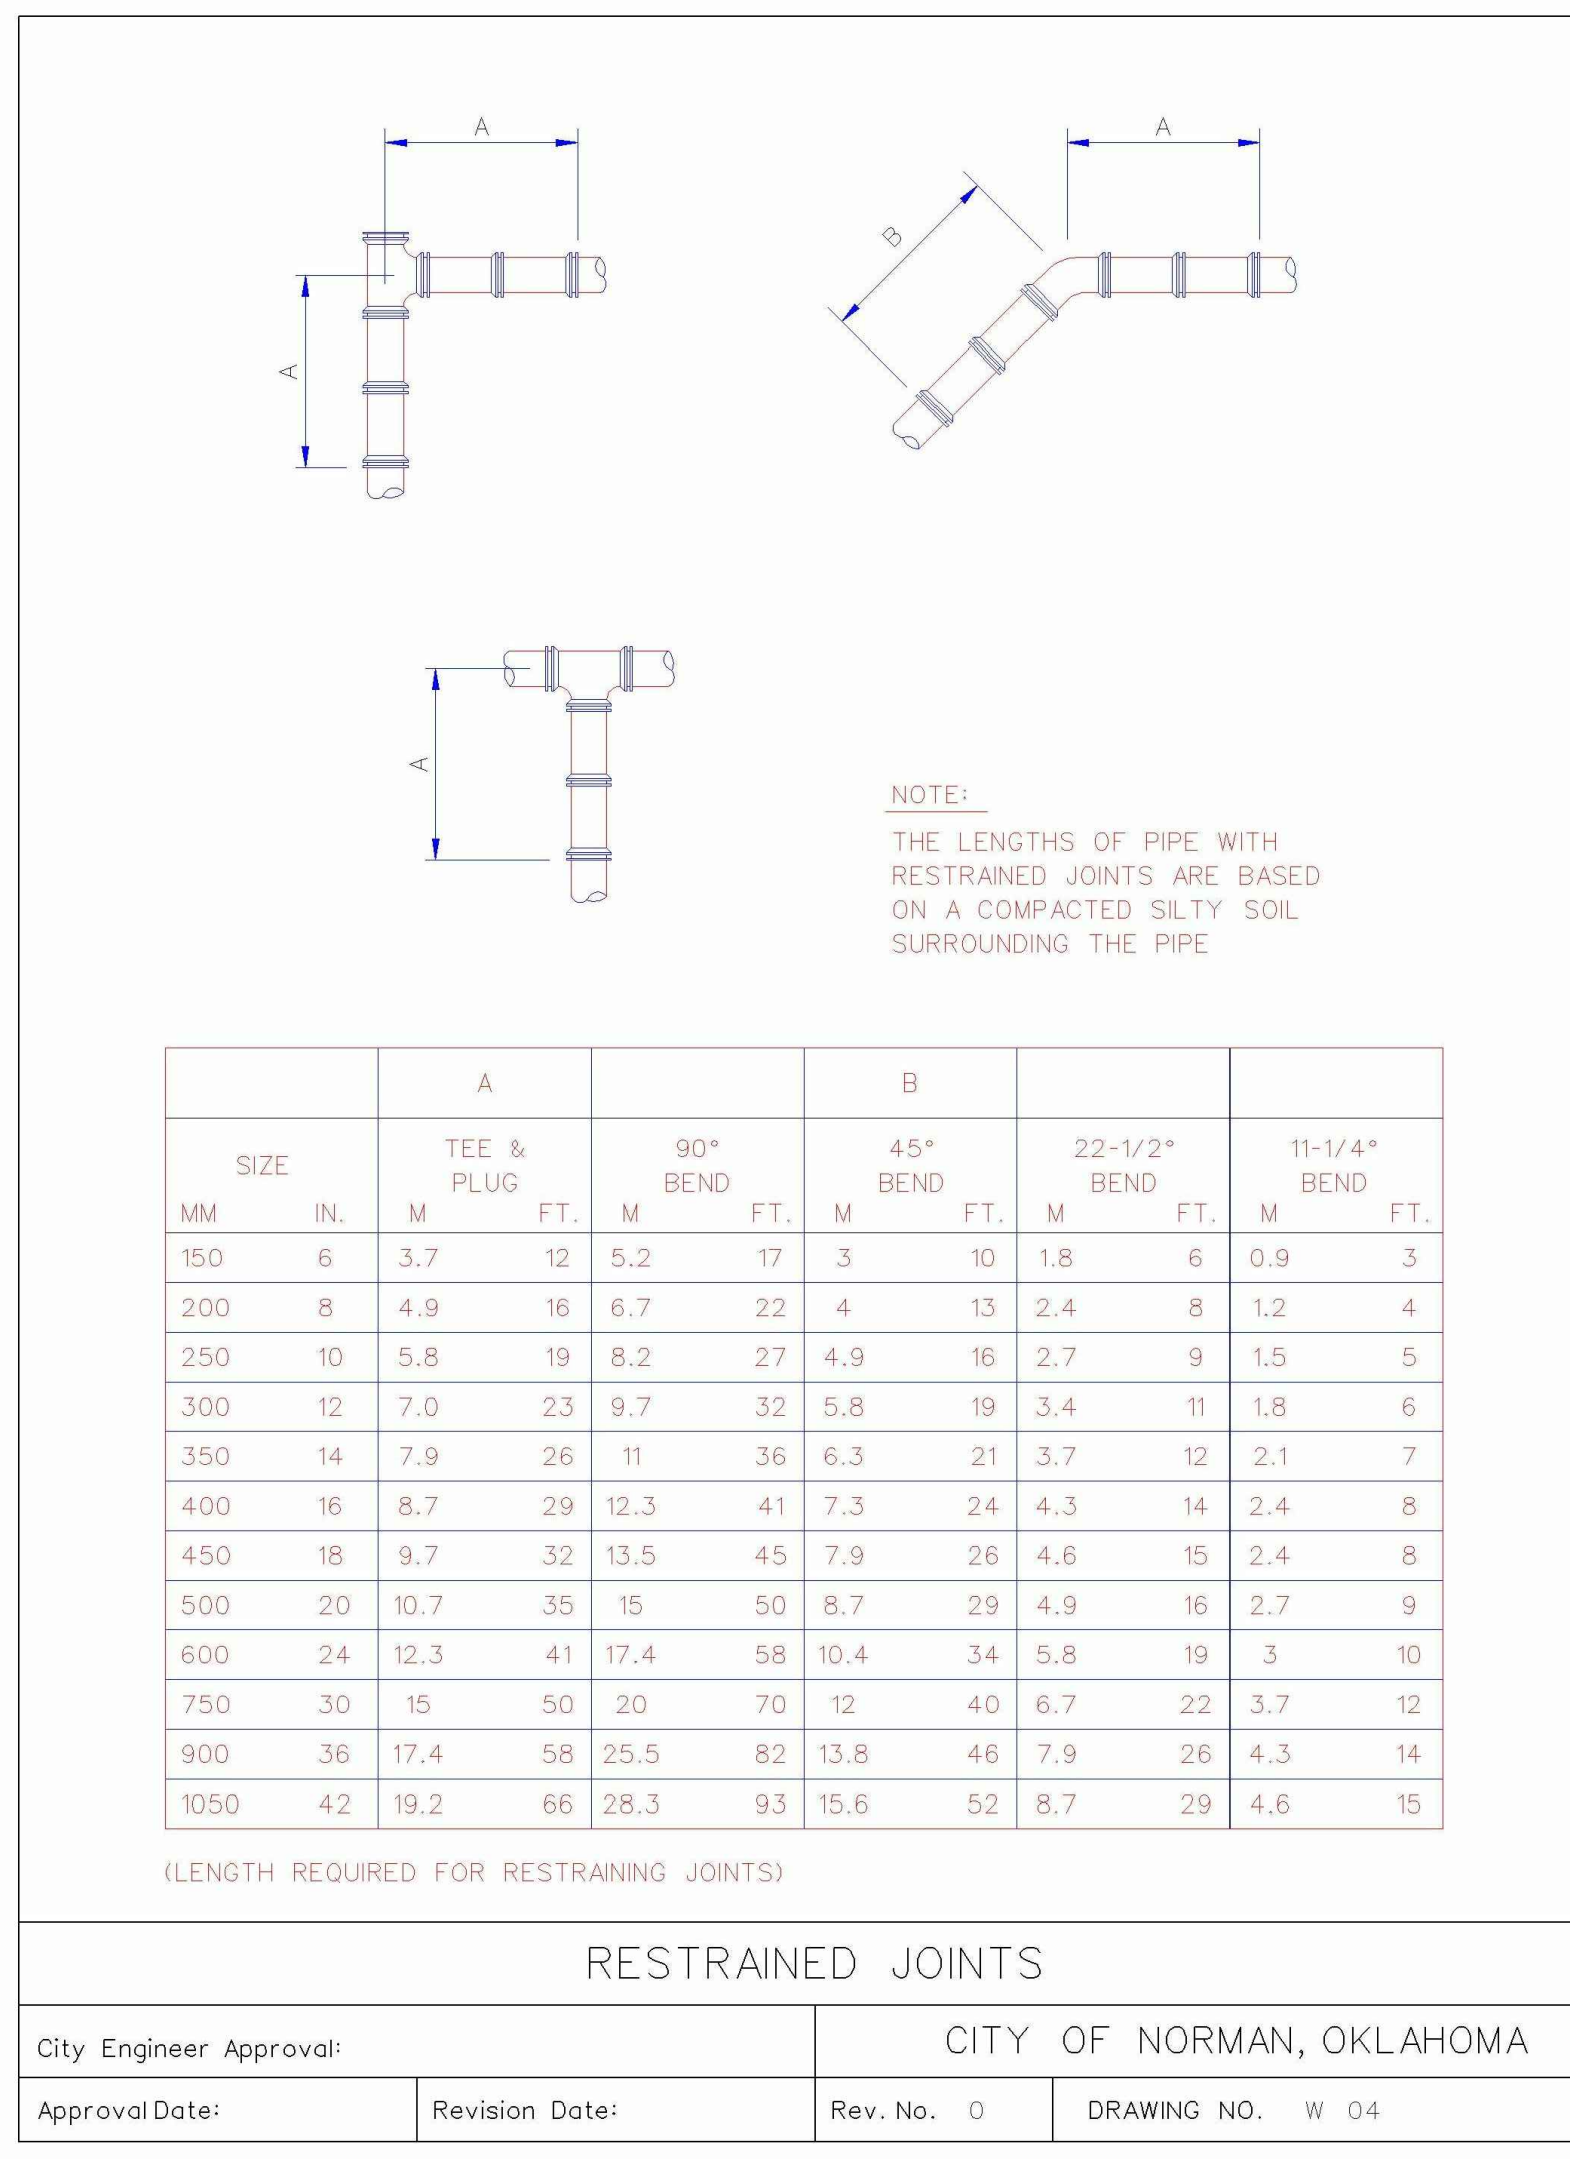 A
A
B
A
A
A
NOTE:
THE LENGTHS OF PIPE WITH
RESTRAINED JOINTS ARE BASED
ON A COMPACTED SILTY SOIL
SURROUNDING THE PIPE
A B
SIZE TEE & PLUG 90° BEND 45° BEND 22-1/2° BEND 11-1/4° BEND
MM IN. M FT. M FT. M FT. M FT. M FT.
150 6 3.7 12 5.2 17 3 10 1.8 6 0.9 3
200 8 4.9 16 6.7 22 4 13 2.4 8 1.2 4
250 10 5.8 19 8.2 27 4.9 16 2.7 9 1.5 5
300 12 7.0 23 9.7 32 5.8 19 3.4 11 1.8 6
350 14 7.9 26 11 36 6.3 21 3.7 12 2.1 7
400 16 8.7 29 12.3 41 7.3 24 4.3 14 2.4 8
450 18 9.7 32 13.5 45 7.9 26 4.6 15 2.4 8
500 20 10.7 35 15 50 8.7 29 4.9 16 2.7 9
600 24 12.3 41 17.4 58 10.4 34 5.8 19 3 10
750 30 15 50 20 70 12 40 6.7 22 3.7 12
900 36 17.4 58 25.5 82 13.8 46 7.9 26 4.3 14
1050 42 19.2 66 28.3 93 15.6 52 8.7 29 4.6 15
(LENGTH REQUIRED FOR RESTRAINING JOINTS)
RESTRAINED JOINTS
City Engineer Approval:
CITY OF NORMAN, OKLAHOMA
Approval Date: Revision Date: Rev. No. 0 DRAWING NO. W 04